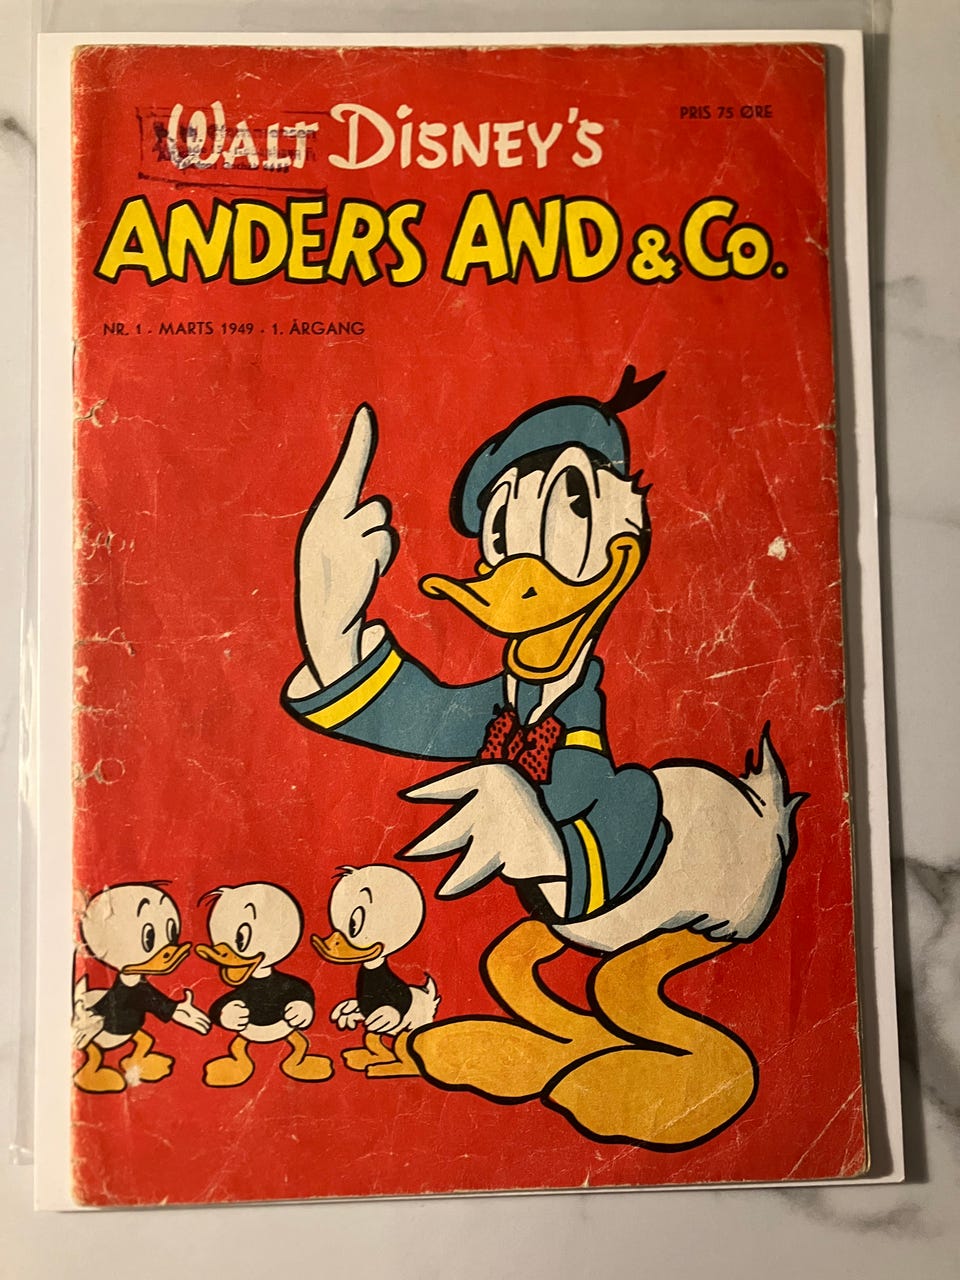 WALT DISNEY'S
PRIS 75 ØRE
ANDERS AND & CO.
NR. 1 · MARTS 1949 · 1. ÅRGANG